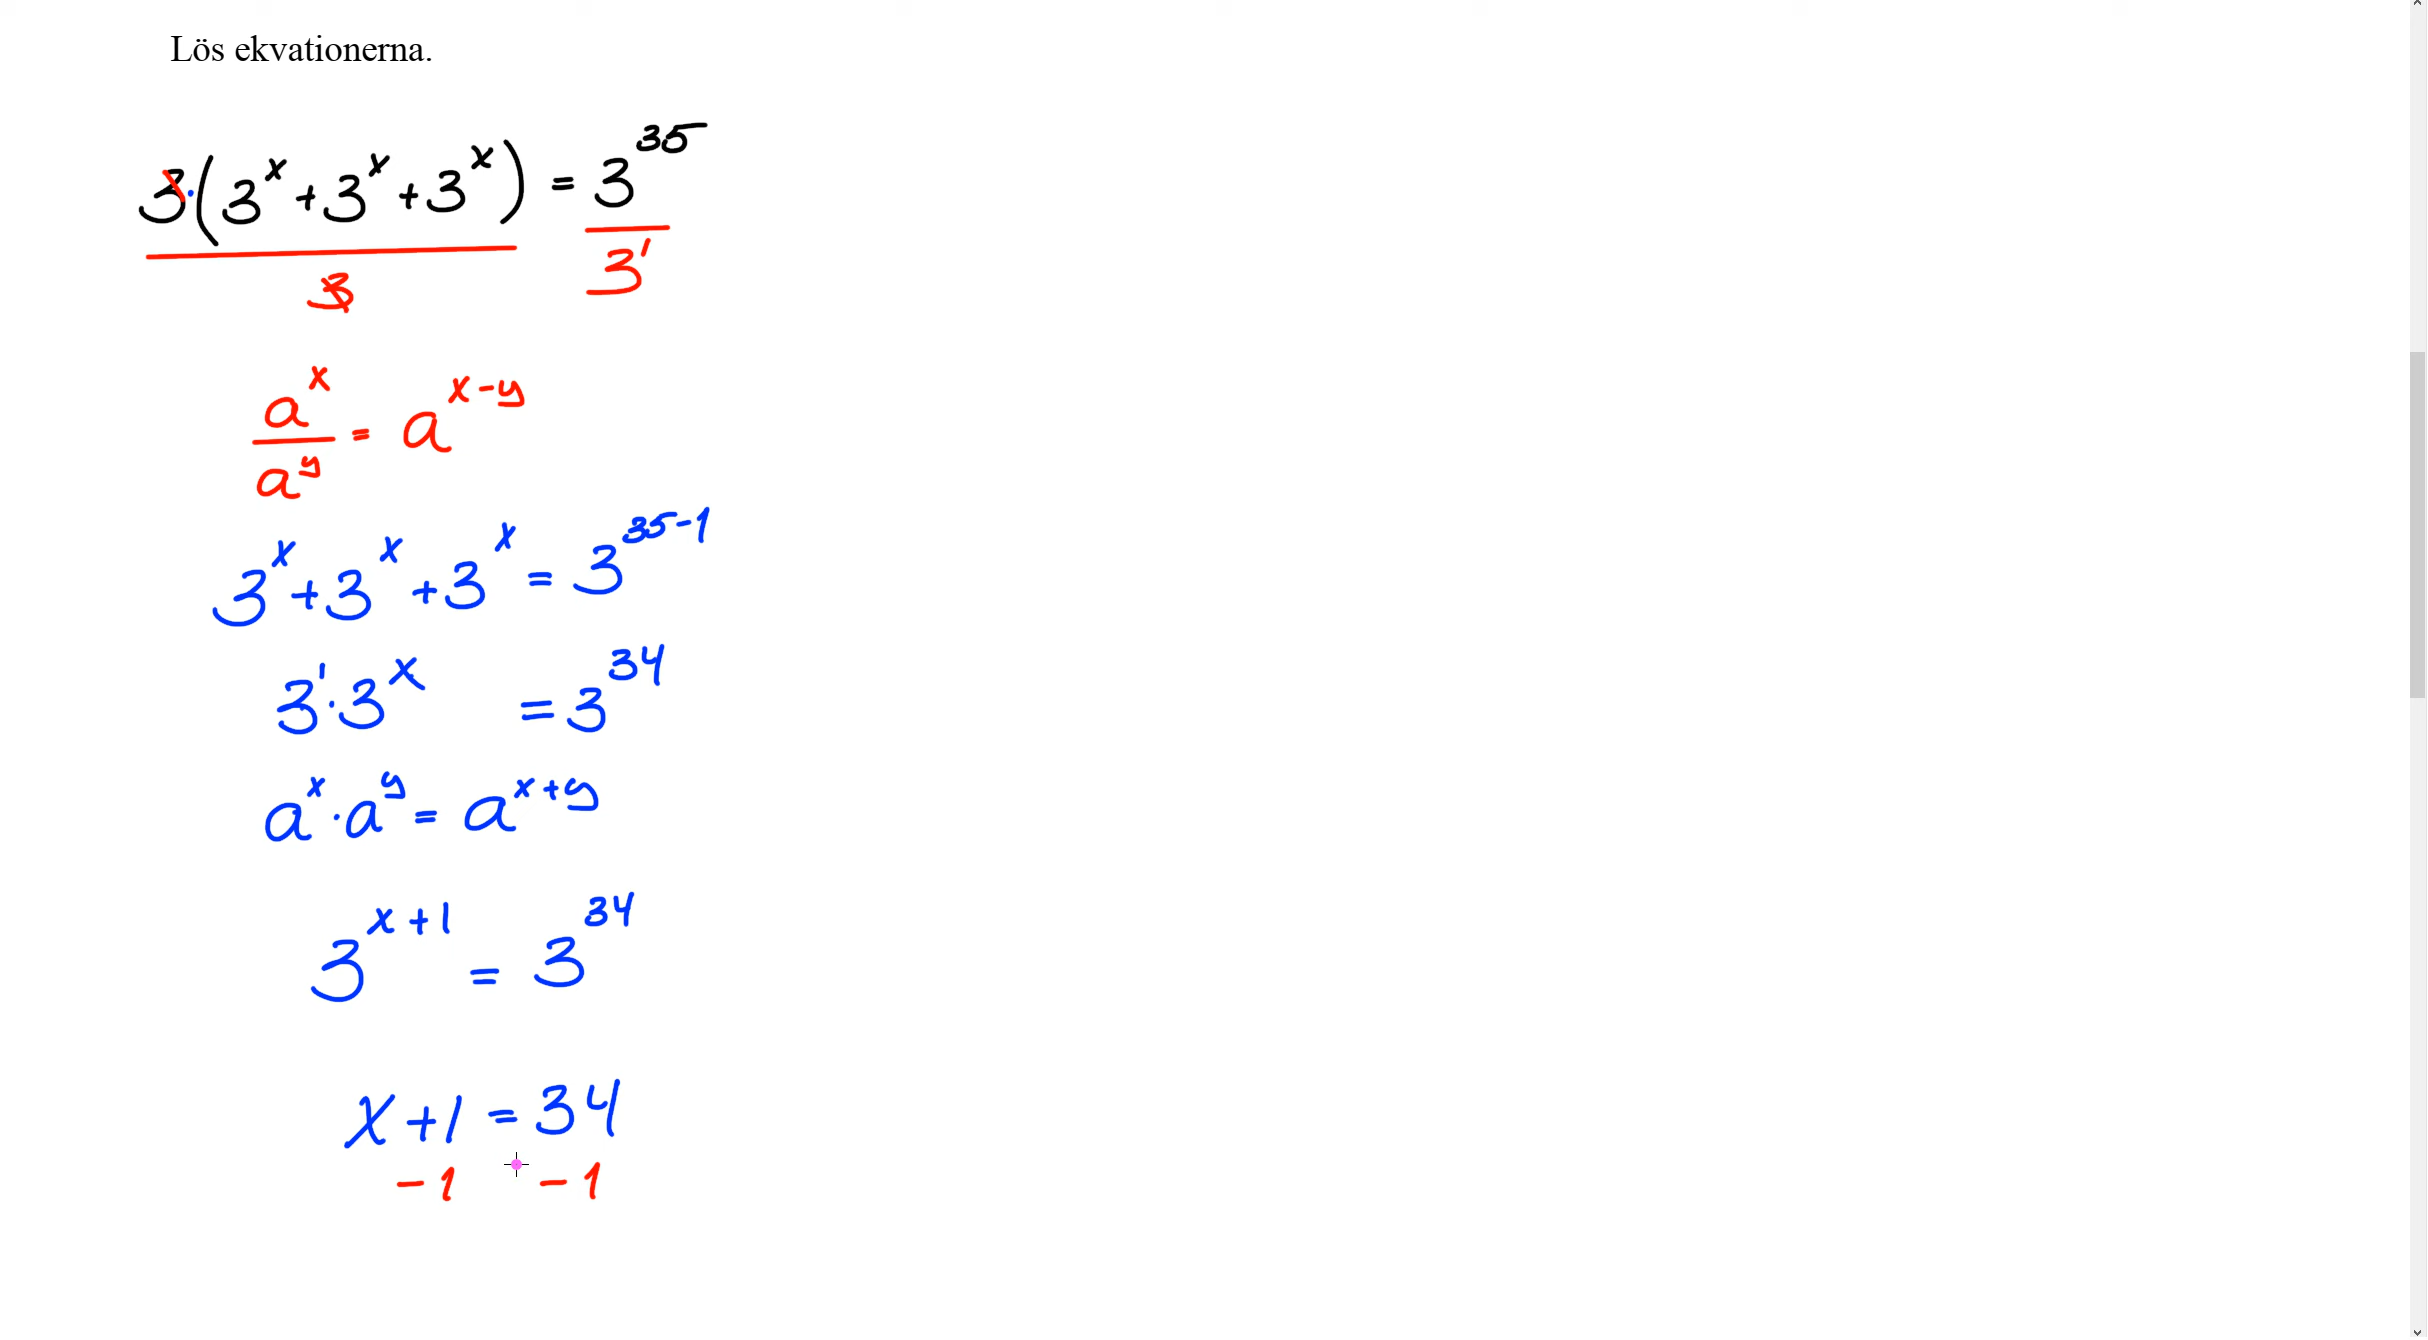 Lös ekvationerna.
3·(3^x + 3^x + 3^x) / 3 = 3^35 / 3^1
a^x / a^y = a^(x-y)
3^x + 3^x + 3^x = 3^(35-1)
3^1 · 3^x = 3^34
a^x · a^y = a^(x+y)
3^(x+1) = 3^34
x + 1 = 34
-1 -1